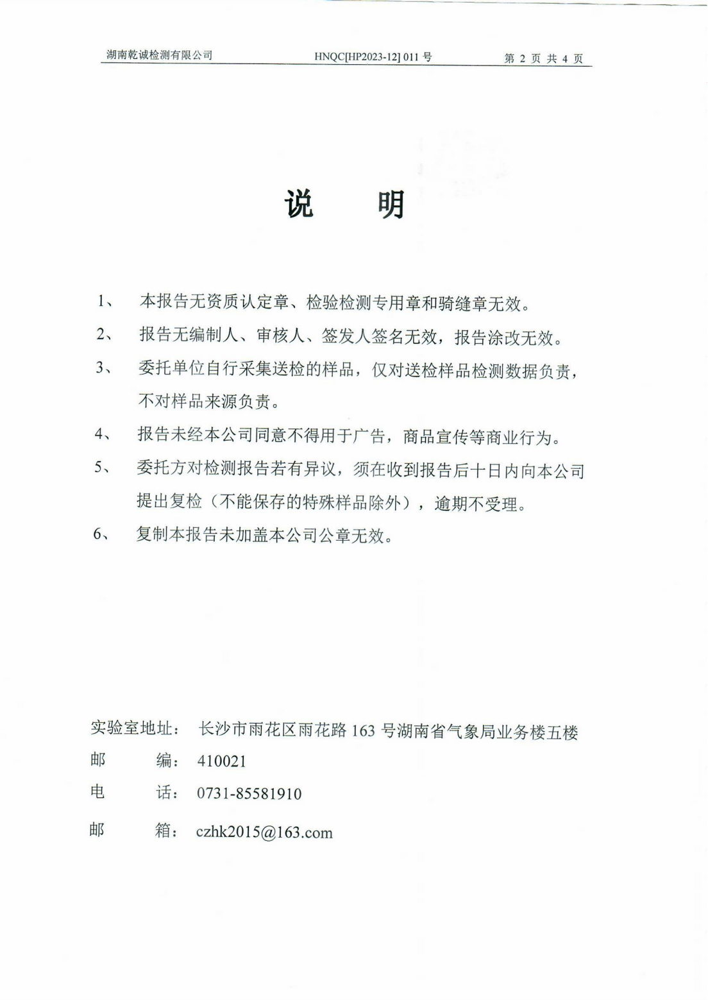 湖南乾诚检测有限公司 HNQC[HP2023-12] 011 号 第 2 页 共 4 页
说 明
1、 本报告无资质认定章、检验检测专用章和骑缝章无效。
2、 报告无编制人、审核人、签发人签名无效，报告涂改无效。
3、 委托单位自行采集送检的样品，仅对送检样品检测数据负责，
不对样品来源负责。
4、 报告未经本公司同意不得用于广告，商品宣传等商业行为。
5、 委托方对检测报告若有异议，须在收到报告后十日内向本公司
提出复检（不能保存的特殊样品除外），逾期不受理。
6、 复制本报告未加盖本公司公章无效。
实验室地址： 长沙市雨花区雨花路 163 号湖南省气象局业务楼五楼
邮 编： 410021
电 话： 0731-85581910
邮 箱： czhk2015@163.com